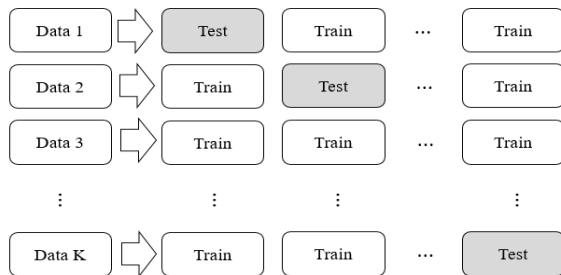 Data 1 Test Train ... Train
Data 2 Train Test ... Train
Data 3 Train Train ... Train
⋮ ⋮ ⋮ ⋮
Data K Train Train ... Test